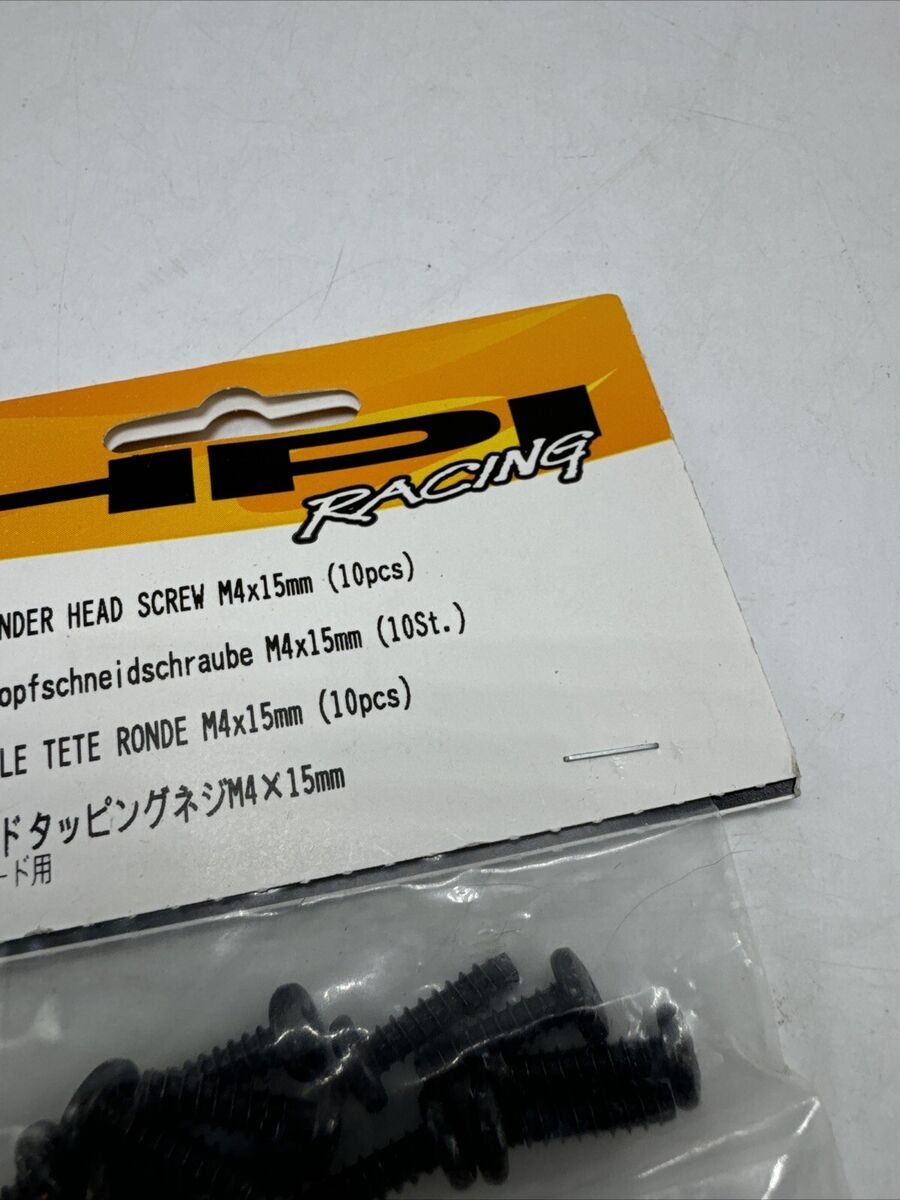 HPI
RACING
NDER HEAD SCREW M4x15mm (10pcs)
opfschneidschraube M4x15mm (10St.)
LE TETE RONDE M4x15mm (10pcs)
ドタッピングネジM4×15mm
ード用